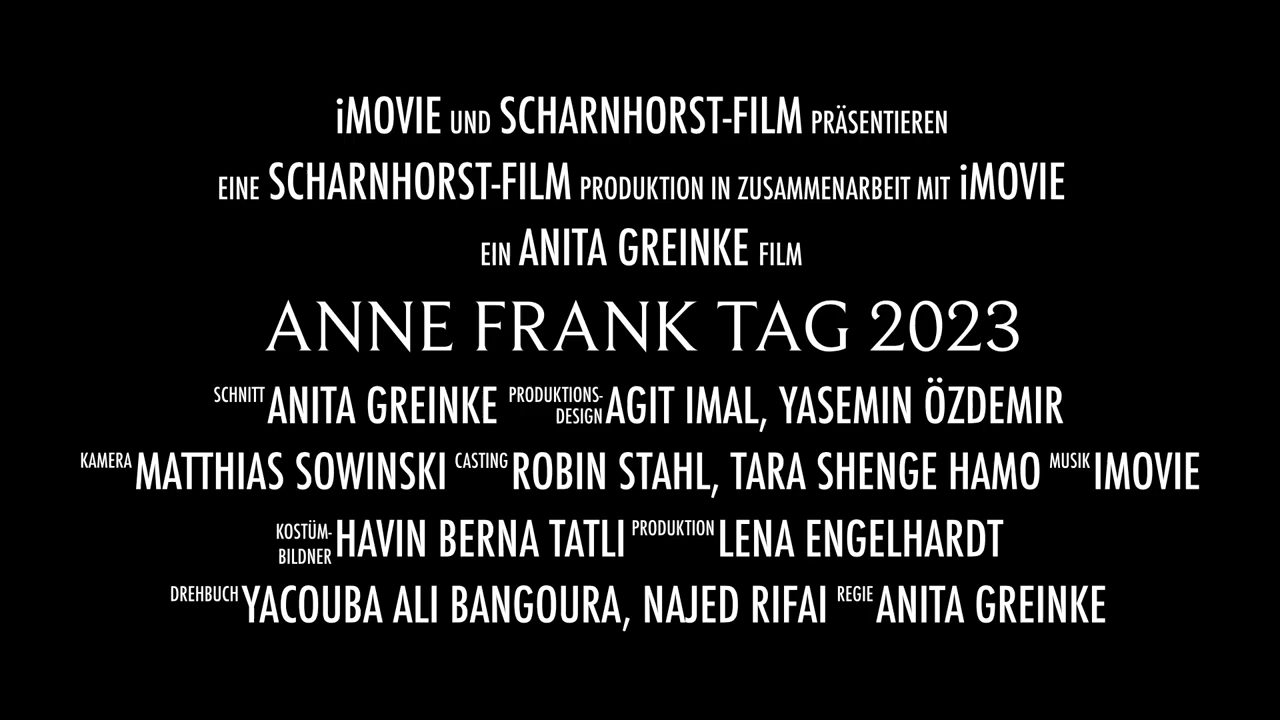 iMOVIE UND SCHARNHORST-FILM PRÄSENTIEREN
EINE SCHARNHORST-FILM PRODUKTION IN ZUSAMMENARBEIT MIT iMOVIE
EIN ANITA GREINKE FILM
ANNE FRANK TAG 2023
SCHNITT ANITA GREINKE PRODUKTIONS-DESIGN AGIT IMAL, YASEMIN ÖZDEMIR
KAMERA MATTHIAS SOWINSKI CASTING ROBIN STAHL, TARA SHENGE HAMO MUSIK IMOVIE
KOSTÜM-BILDNER HAVIN BERNA TATLI PRODUKTION LENA ENGELHARDT
DREHBUCH YACOUBA ALI BANGOURA, NAJED RIFAI REGIE ANITA GREINKE